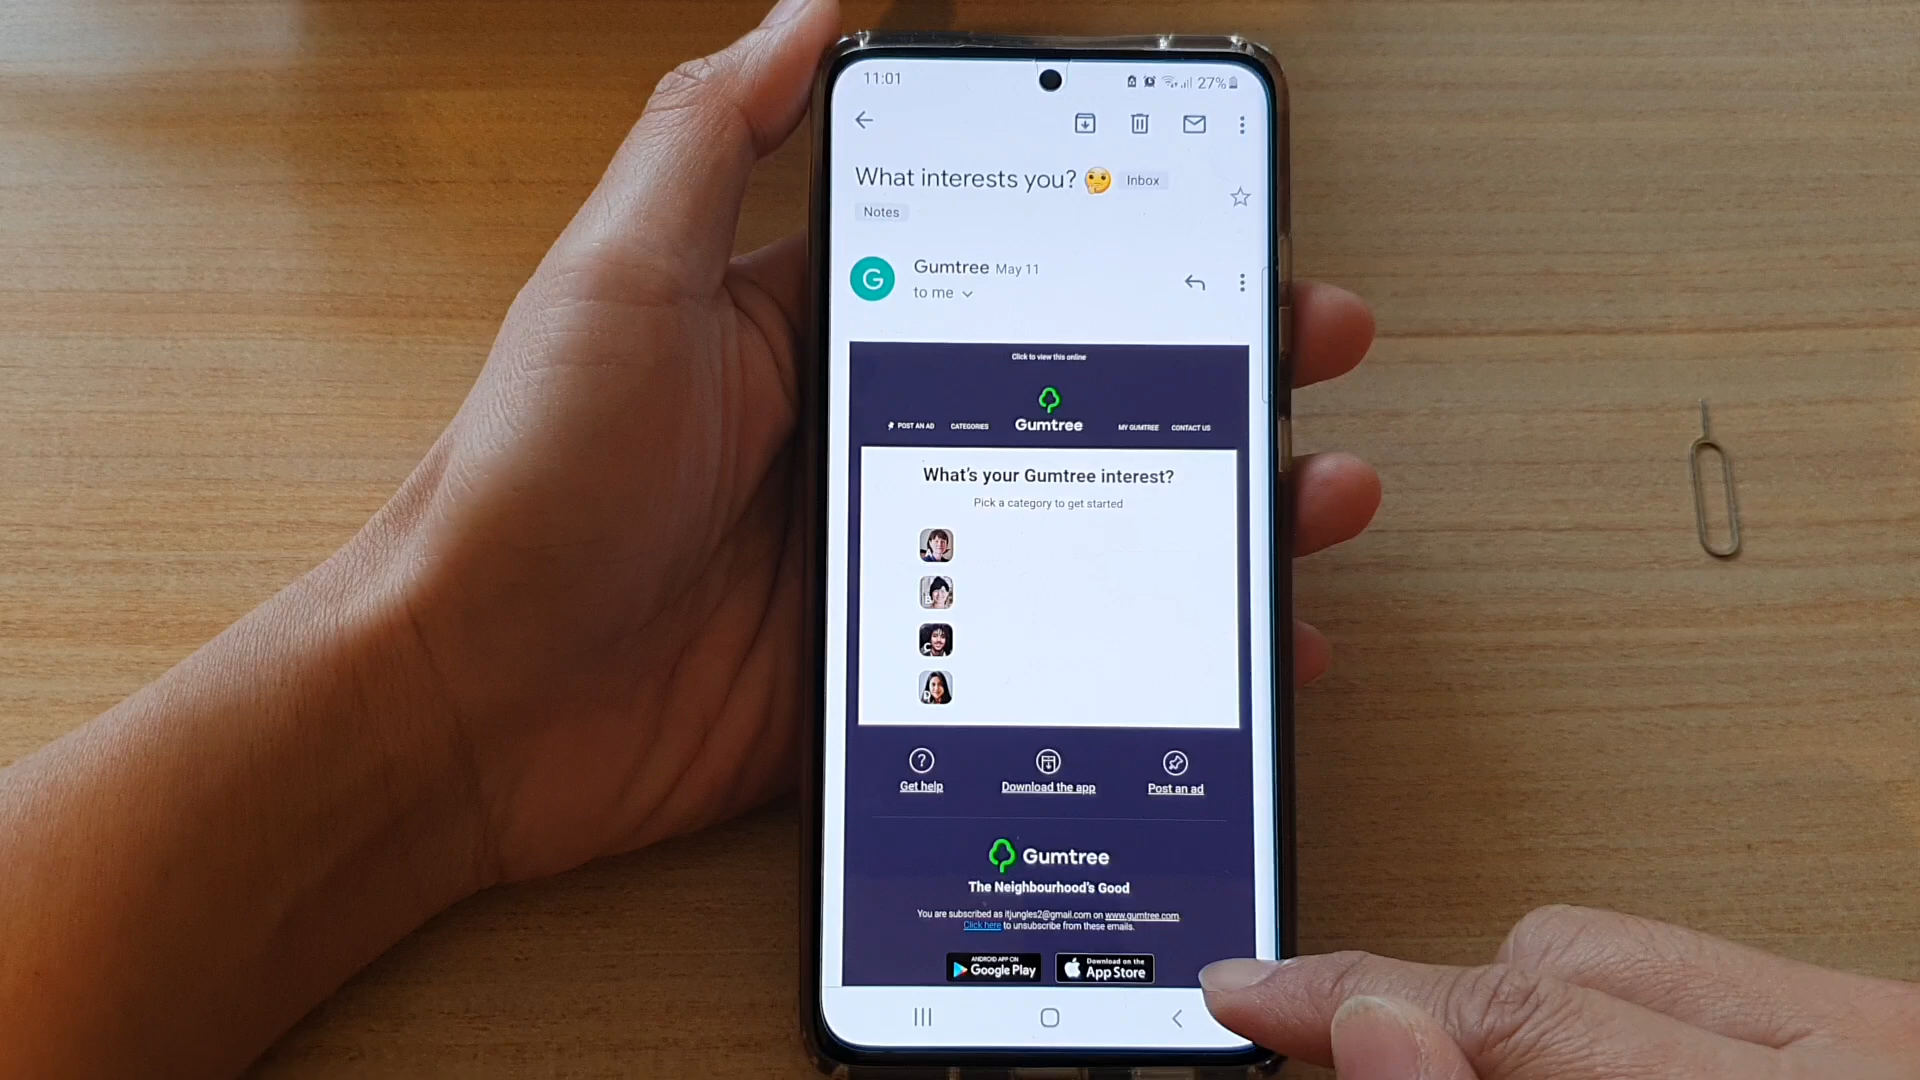 11:01
27%
What interests you? 🤔 Inbox
Notes
G
Gumtree May 11
to me
Click to view this online
POST AN AD CATEGORIES Gumtree MY GUMTREE CONTACT US
What's your Gumtree interest?
Pick a category to get started
A
B
C
D
Get help Download the app Post an ad
Gumtree
The Neighbourhood's Good
You are subscribed as itjungles2@gmail.com on www.gumtree.com.
Click here to unsubscribe from these emails.
ANDROID APP ON Google Play
Download on the App Store